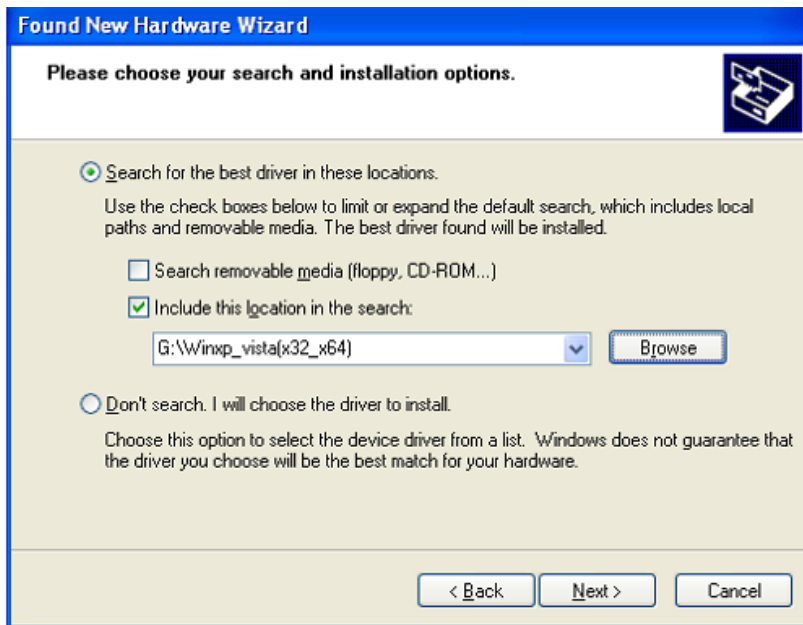 Found New Hardware Wizard
Please choose your search and installation options.
Search for the best driver in these locations.
Use the check boxes below to limit or expand the default search, which includes local
paths and removable media. The best driver found will be installed.
Search removable media (floppy, CD-ROM...)
Include this location in the search:
G:\Winxp_vista(x32_x64)
Browse
Don't search. I will choose the driver to install.
Choose this option to select the device driver from a list. Windows does not guarantee that
the driver you choose will be the best match for your hardware.
< Back
Next >
Cancel